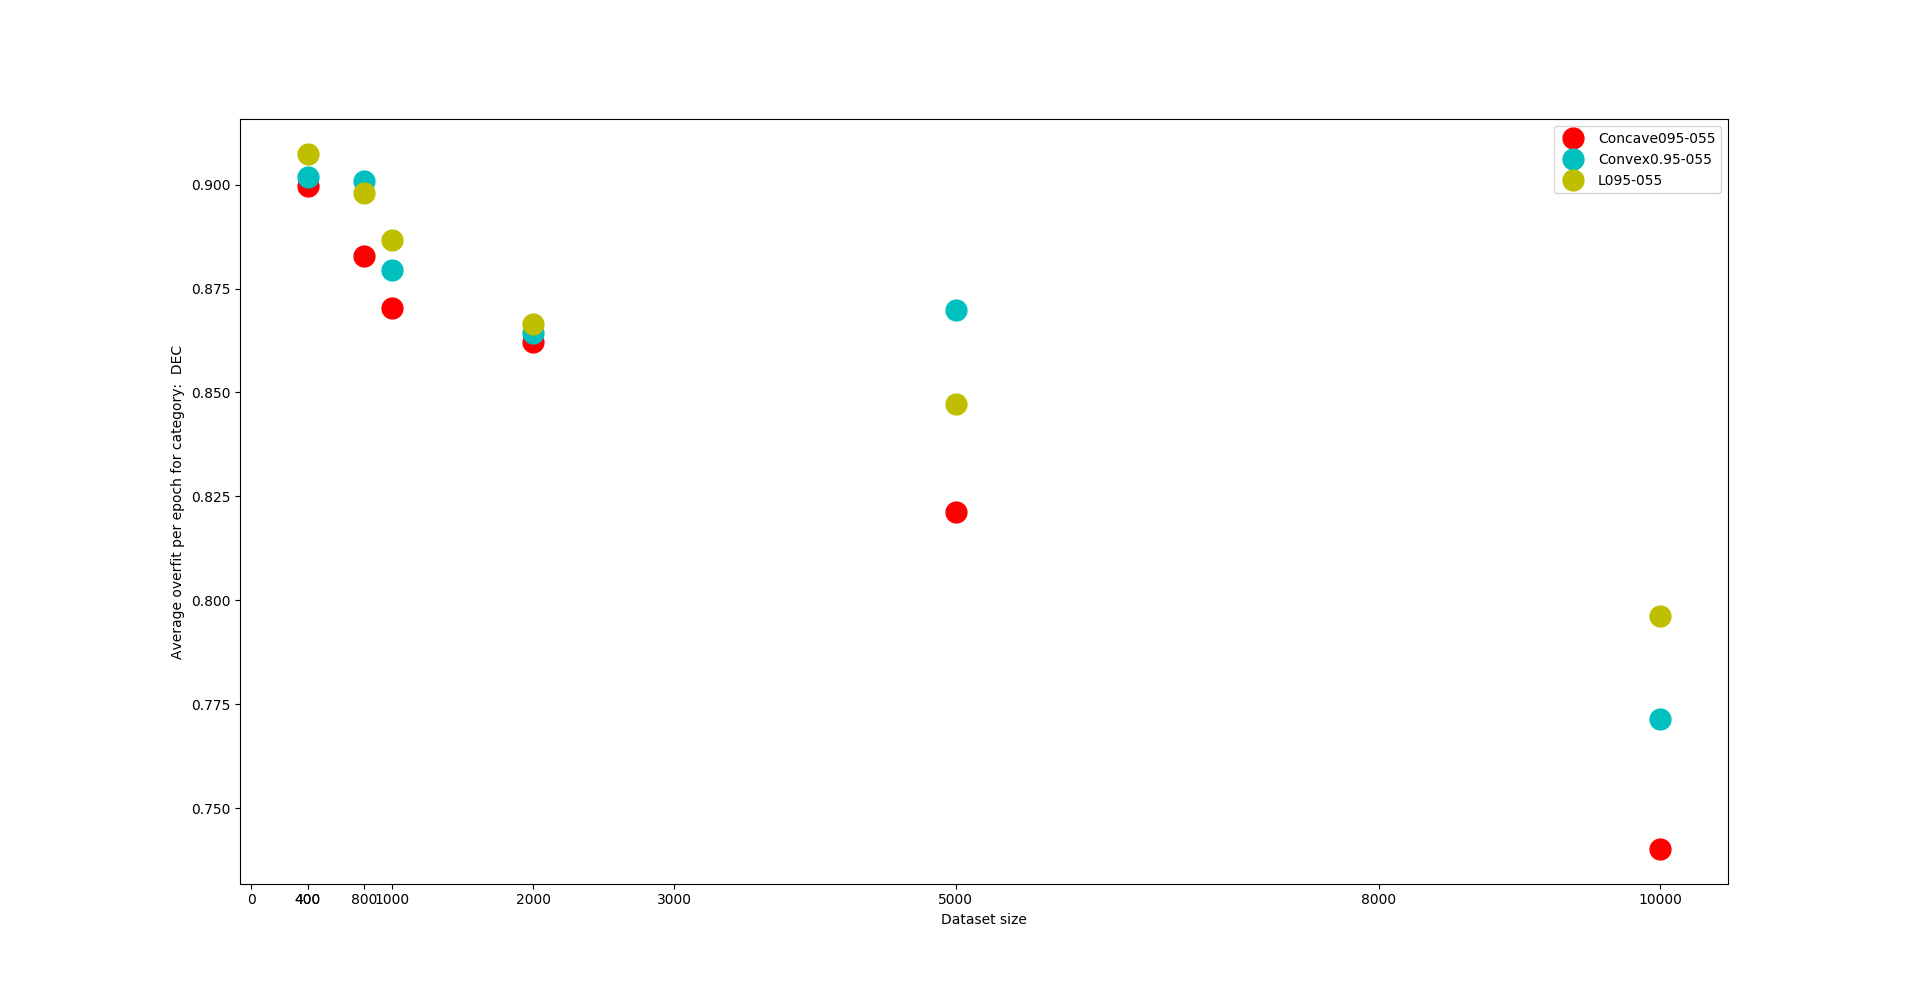 Concave095-055
Convex0.95-055
L095-055
0.900
0.875
0.850
0.825
0.800
0.775
0.750
Average overfit per epoch for category:  DEC
0 400 800 1000 2000 3000 5000 8000 10000
Dataset size